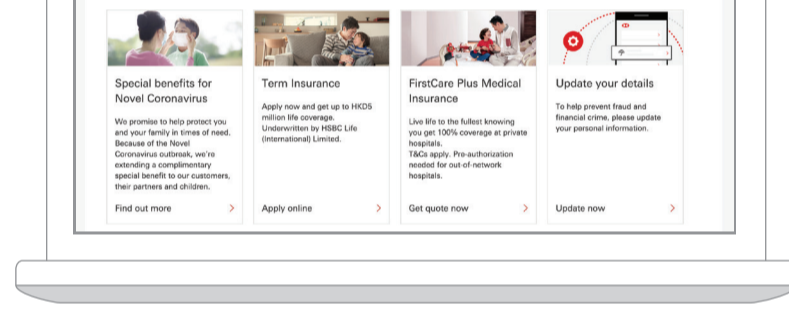 Special benefits for
Novel Coronavirus
We promise to help protect you
and your family in times of need.
Because of the Novel
Coronavirus outbreak, we're
extending a complimentary
special benefit to our customers,
their partners and children.
Find out more
Term Insurance
Apply now and get up to HKD5
million life coverage.
Underwritten by HSBC Life
(International) Limited.
Apply online
FirstCare Plus Medical
Insurance
Live life to the fullest knowing
you get 100% coverage at private
hospitals.
T&Cs apply. Pre-authorization
needed for out-of-network
hospitals.
Get quote now
Update your details
To help prevent fraud and
financial crime, please update
your personal information.
Update now